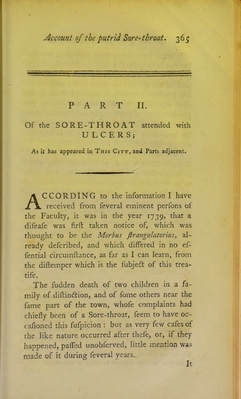 Account of the putrid Sore-throat. 365
PART II.
Of the SORE-THROAT attended with
ULCERS;
As it has appeared in THIS CITY, and Parts adjacent.
ACCORDING to the information I have
received from ſeveral eminent perſons of
the Faculty, it was in the year 1739, that a
diſeaſe was firſt taken notice of, which was
thought to be the Morbus ſtrangulatorius, al-
ready deſcribed, and which differed in no eſ-
ſential circumſtance, as far as I can learn, from
the diſtemper which is the ſubject of this trea-
tiſe.
The ſudden death of two children in a fa-
mily of diſtinction, and of ſome others near the
ſame part of the town, whoſe complaints had
chiefly been of a Sore-throat, ſeem to have oc-
caſioned this ſuſpicion: but as very few caſes of
the like nature occurred after theſe, or, if they
happened, paſſed unobſerved, little mention was
made of it during ſeveral years.
It